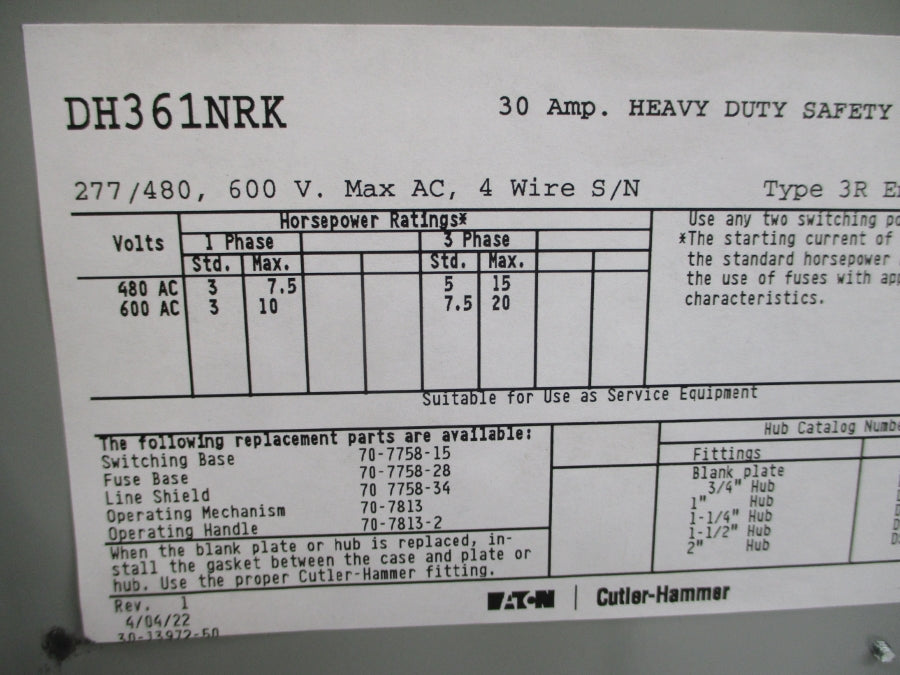 DH361NRK 30 Amp. HEAVY DUTY SAFETY
277/480, 600 V. Max AC, 4 Wire S/N Type 3R
Horsepower Ratings*
Volts 1 Phase 3 Phase
Std. Max. Std. Max.
480 AC 3 7.5 5 15
600 AC 3 10 7.5 20
Use any two switching
*The starting current of
the standard horsepower
the use of fuses with
characteristics.
Suitable for Use as Service Equipment
The following replacement parts are available:
Switching Base 70-7758-15
Fuse Base 70-7758-28
Line Shield 70 7758-34
Operating Mechanism 70-7813
Operating Handle 70-7813-2
When the blank plate or hub is replaced, in-
stall the gasket between the case and plate or
hub. Use the proper Cutler-Hammer fitting.
Hub Catalog
Fittings
Blank plate
3/4" Hub
1" Hub
1-1/4" Hub
1-1/2" Hub
2" Hub
Rev. 1
4/04/22
30-13972-50
EATON | Cutler-Hammer